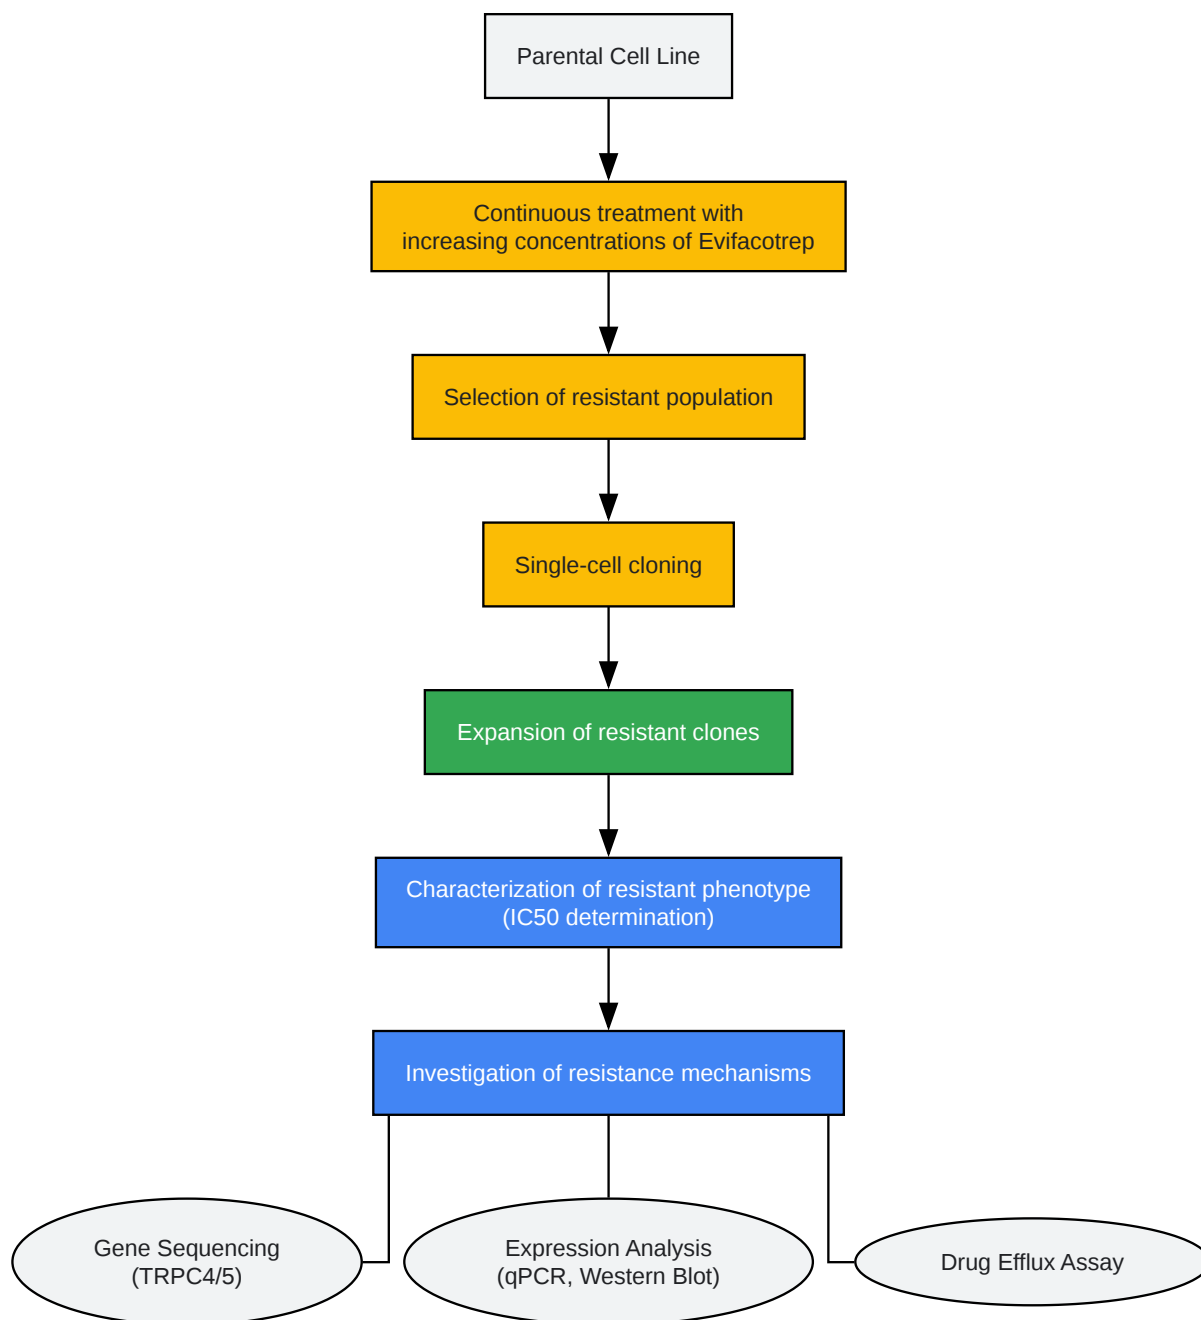 Parental Cell Line
Continuous treatment with
increasing concentrations of Evifacotrep
Selection of resistant population
Single-cell cloning
Expansion of resistant clones
Characterization of resistant phenotype
(IC50 determination)
Investigation of resistance mechanisms
Gene Sequencing
(TRPC4/5)
Expression Analysis
(qPCR, Western Blot)
Drug Efflux Assay